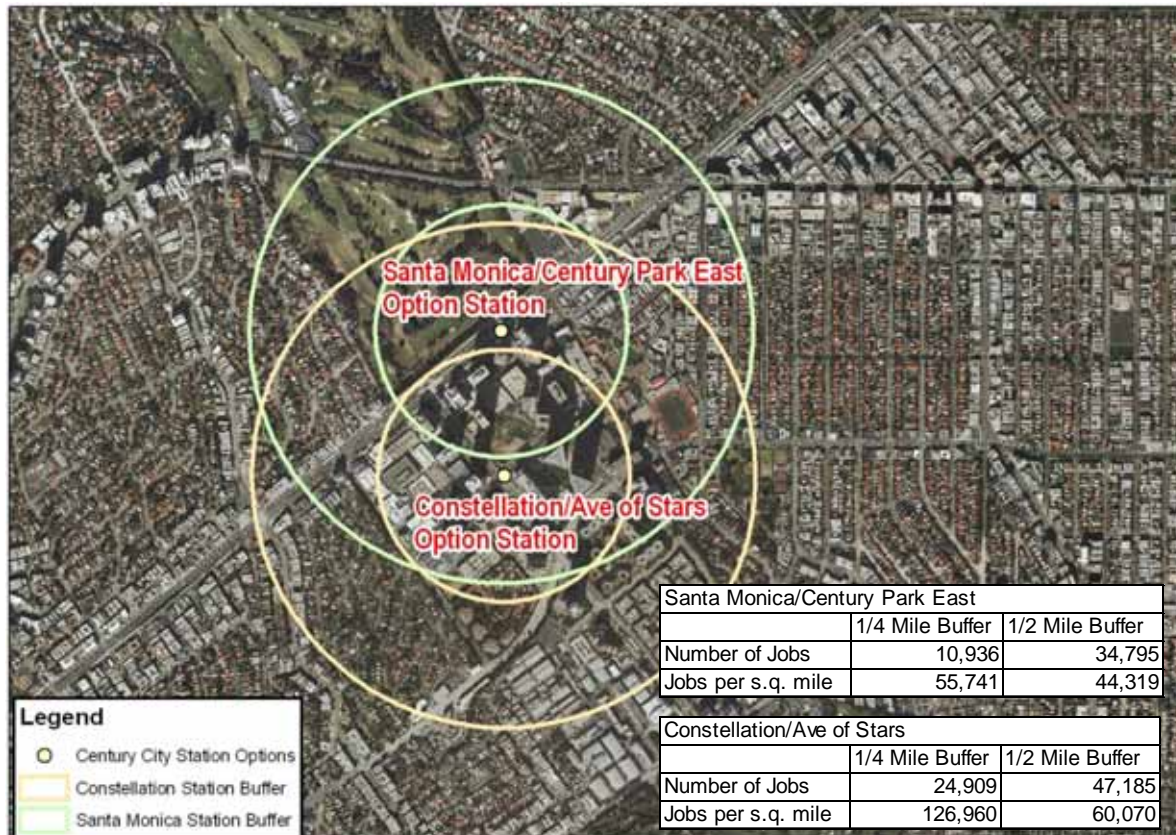 Santa Monica/Century Park East
Option Station
Constellation/Ave of Stars
Option Station
Santa Monica/Century Park East
1/4 Mile Buffer 1/2 Mile Buffer
Number of Jobs 10,936 34,795
Jobs per s.q. mile 55,741 44,319
Constellation/Ave of Stars
1/4 Mile Buffer 1/2 Mile Buffer
Number of Jobs 24,909 47,185
Jobs per s.q. mile 126,960 60,070
Legend
Century City Station Options
Constellation Station Buffer
Santa Monica Station Buffer